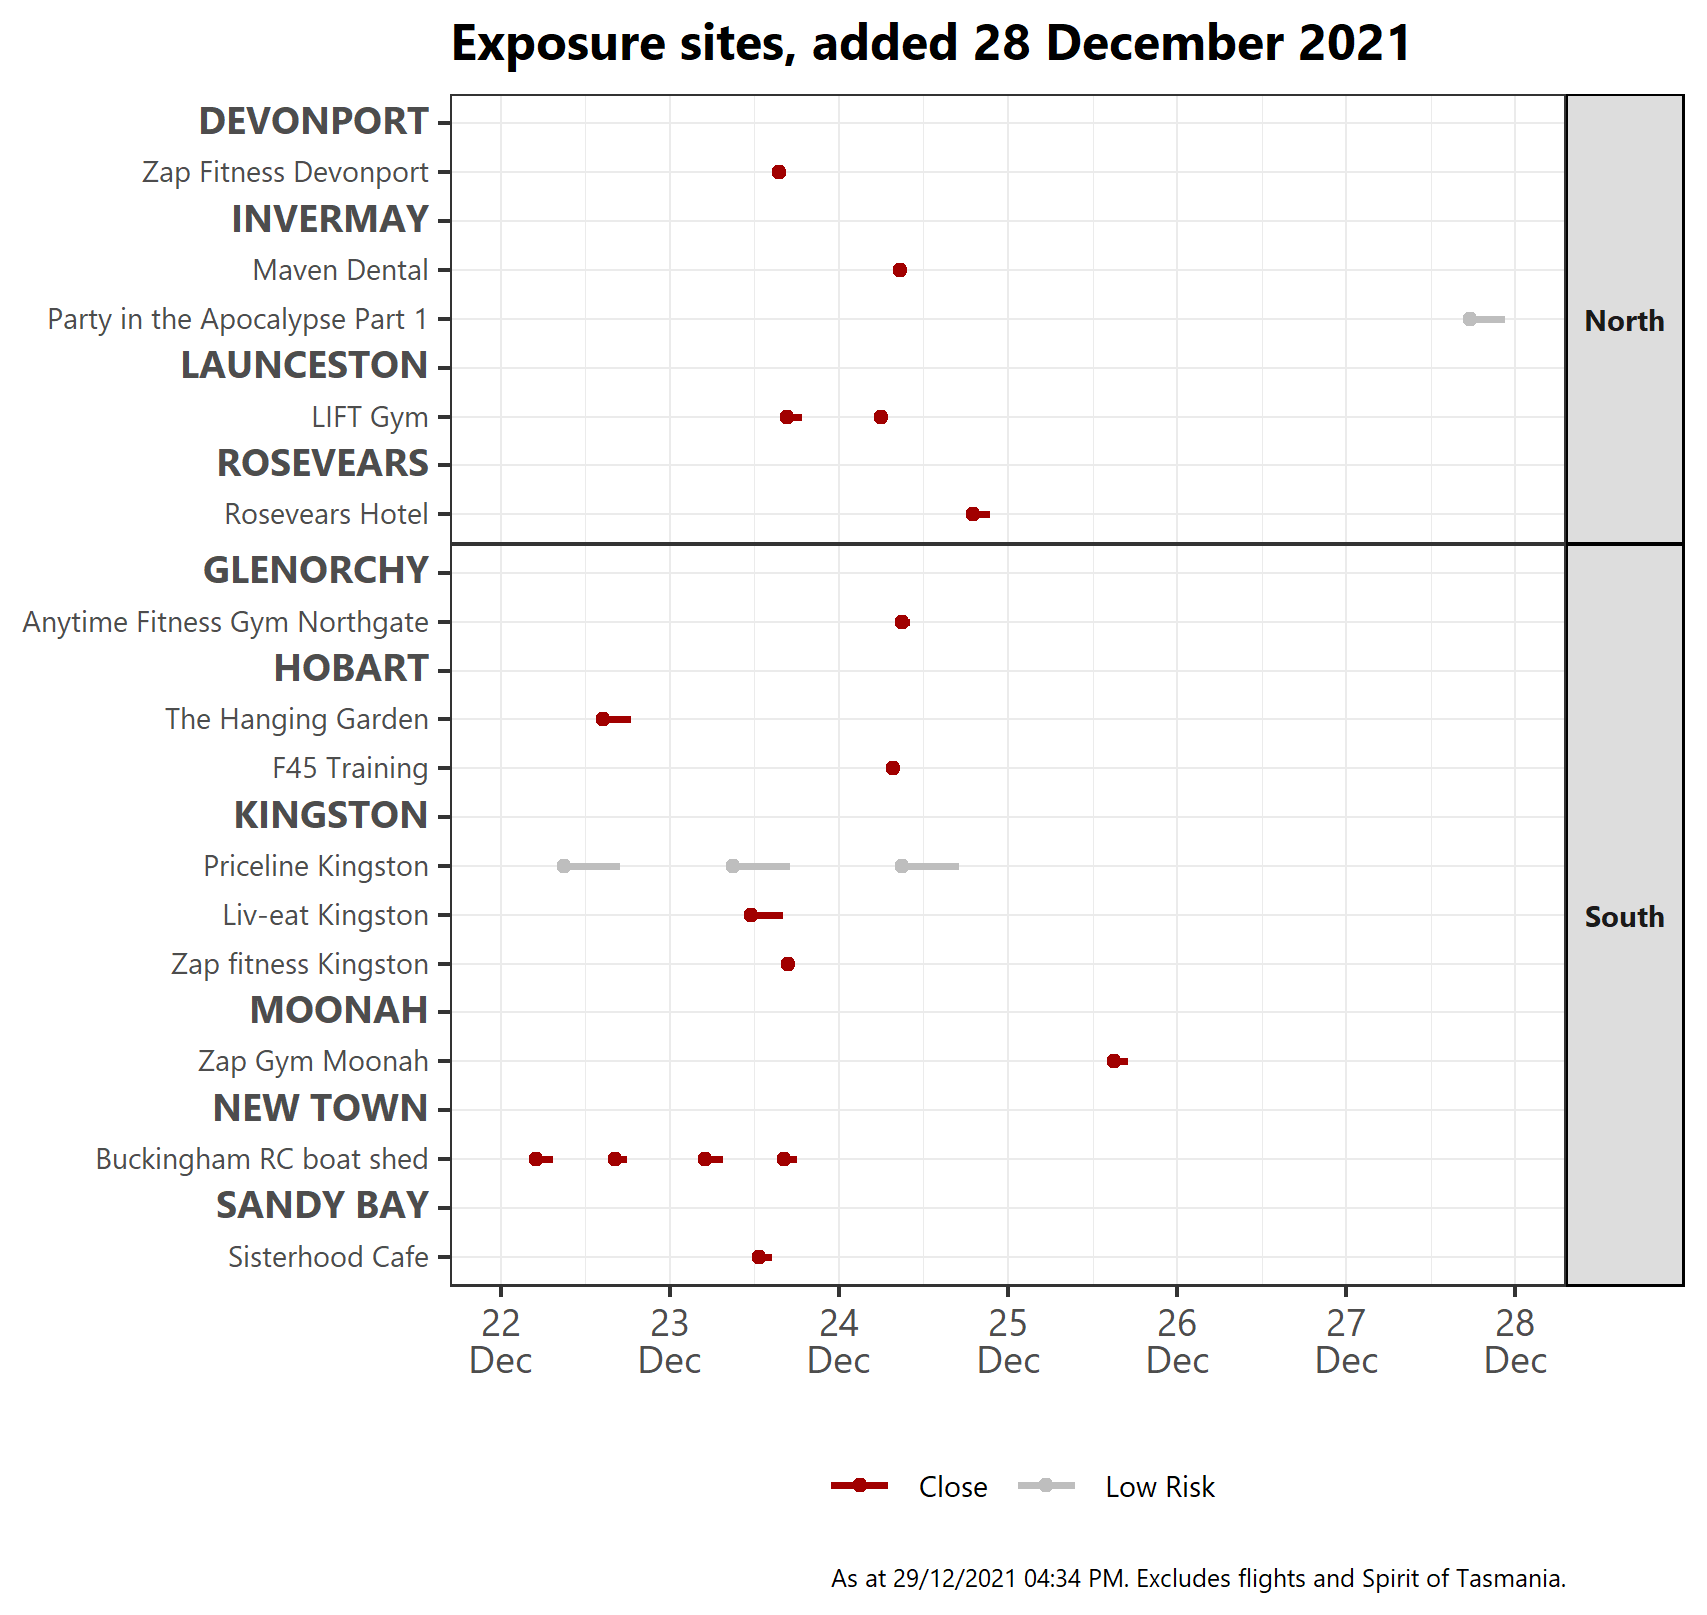 Exposure sites, added 28 December 2021
DEVONPORT
Zap Fitness Devonport
INVERMAY
Maven Dental
Party in the Apocalypse Part 1
LAUNCESTON
LIFT Gym
ROSEVEARS
Rosevears Hotel
North
GLENORCHY
Anytime Fitness Gym Northgate
HOBART
The Hanging Garden
F45 Training
KINGSTON
Priceline Kingston
Liv-eat Kingston
Zap fitness Kingston
MOONAH
Zap Gym Moonah
NEW TOWN
Buckingham RC boat shed
SANDY BAY
Sisterhood Cafe
South
22 23 24 25 26 27 28
Dec Dec Dec Dec Dec Dec Dec
Close Low Risk
As at 29/12/2021 04:34 PM. Excludes flights and Spirit of Tasmania.